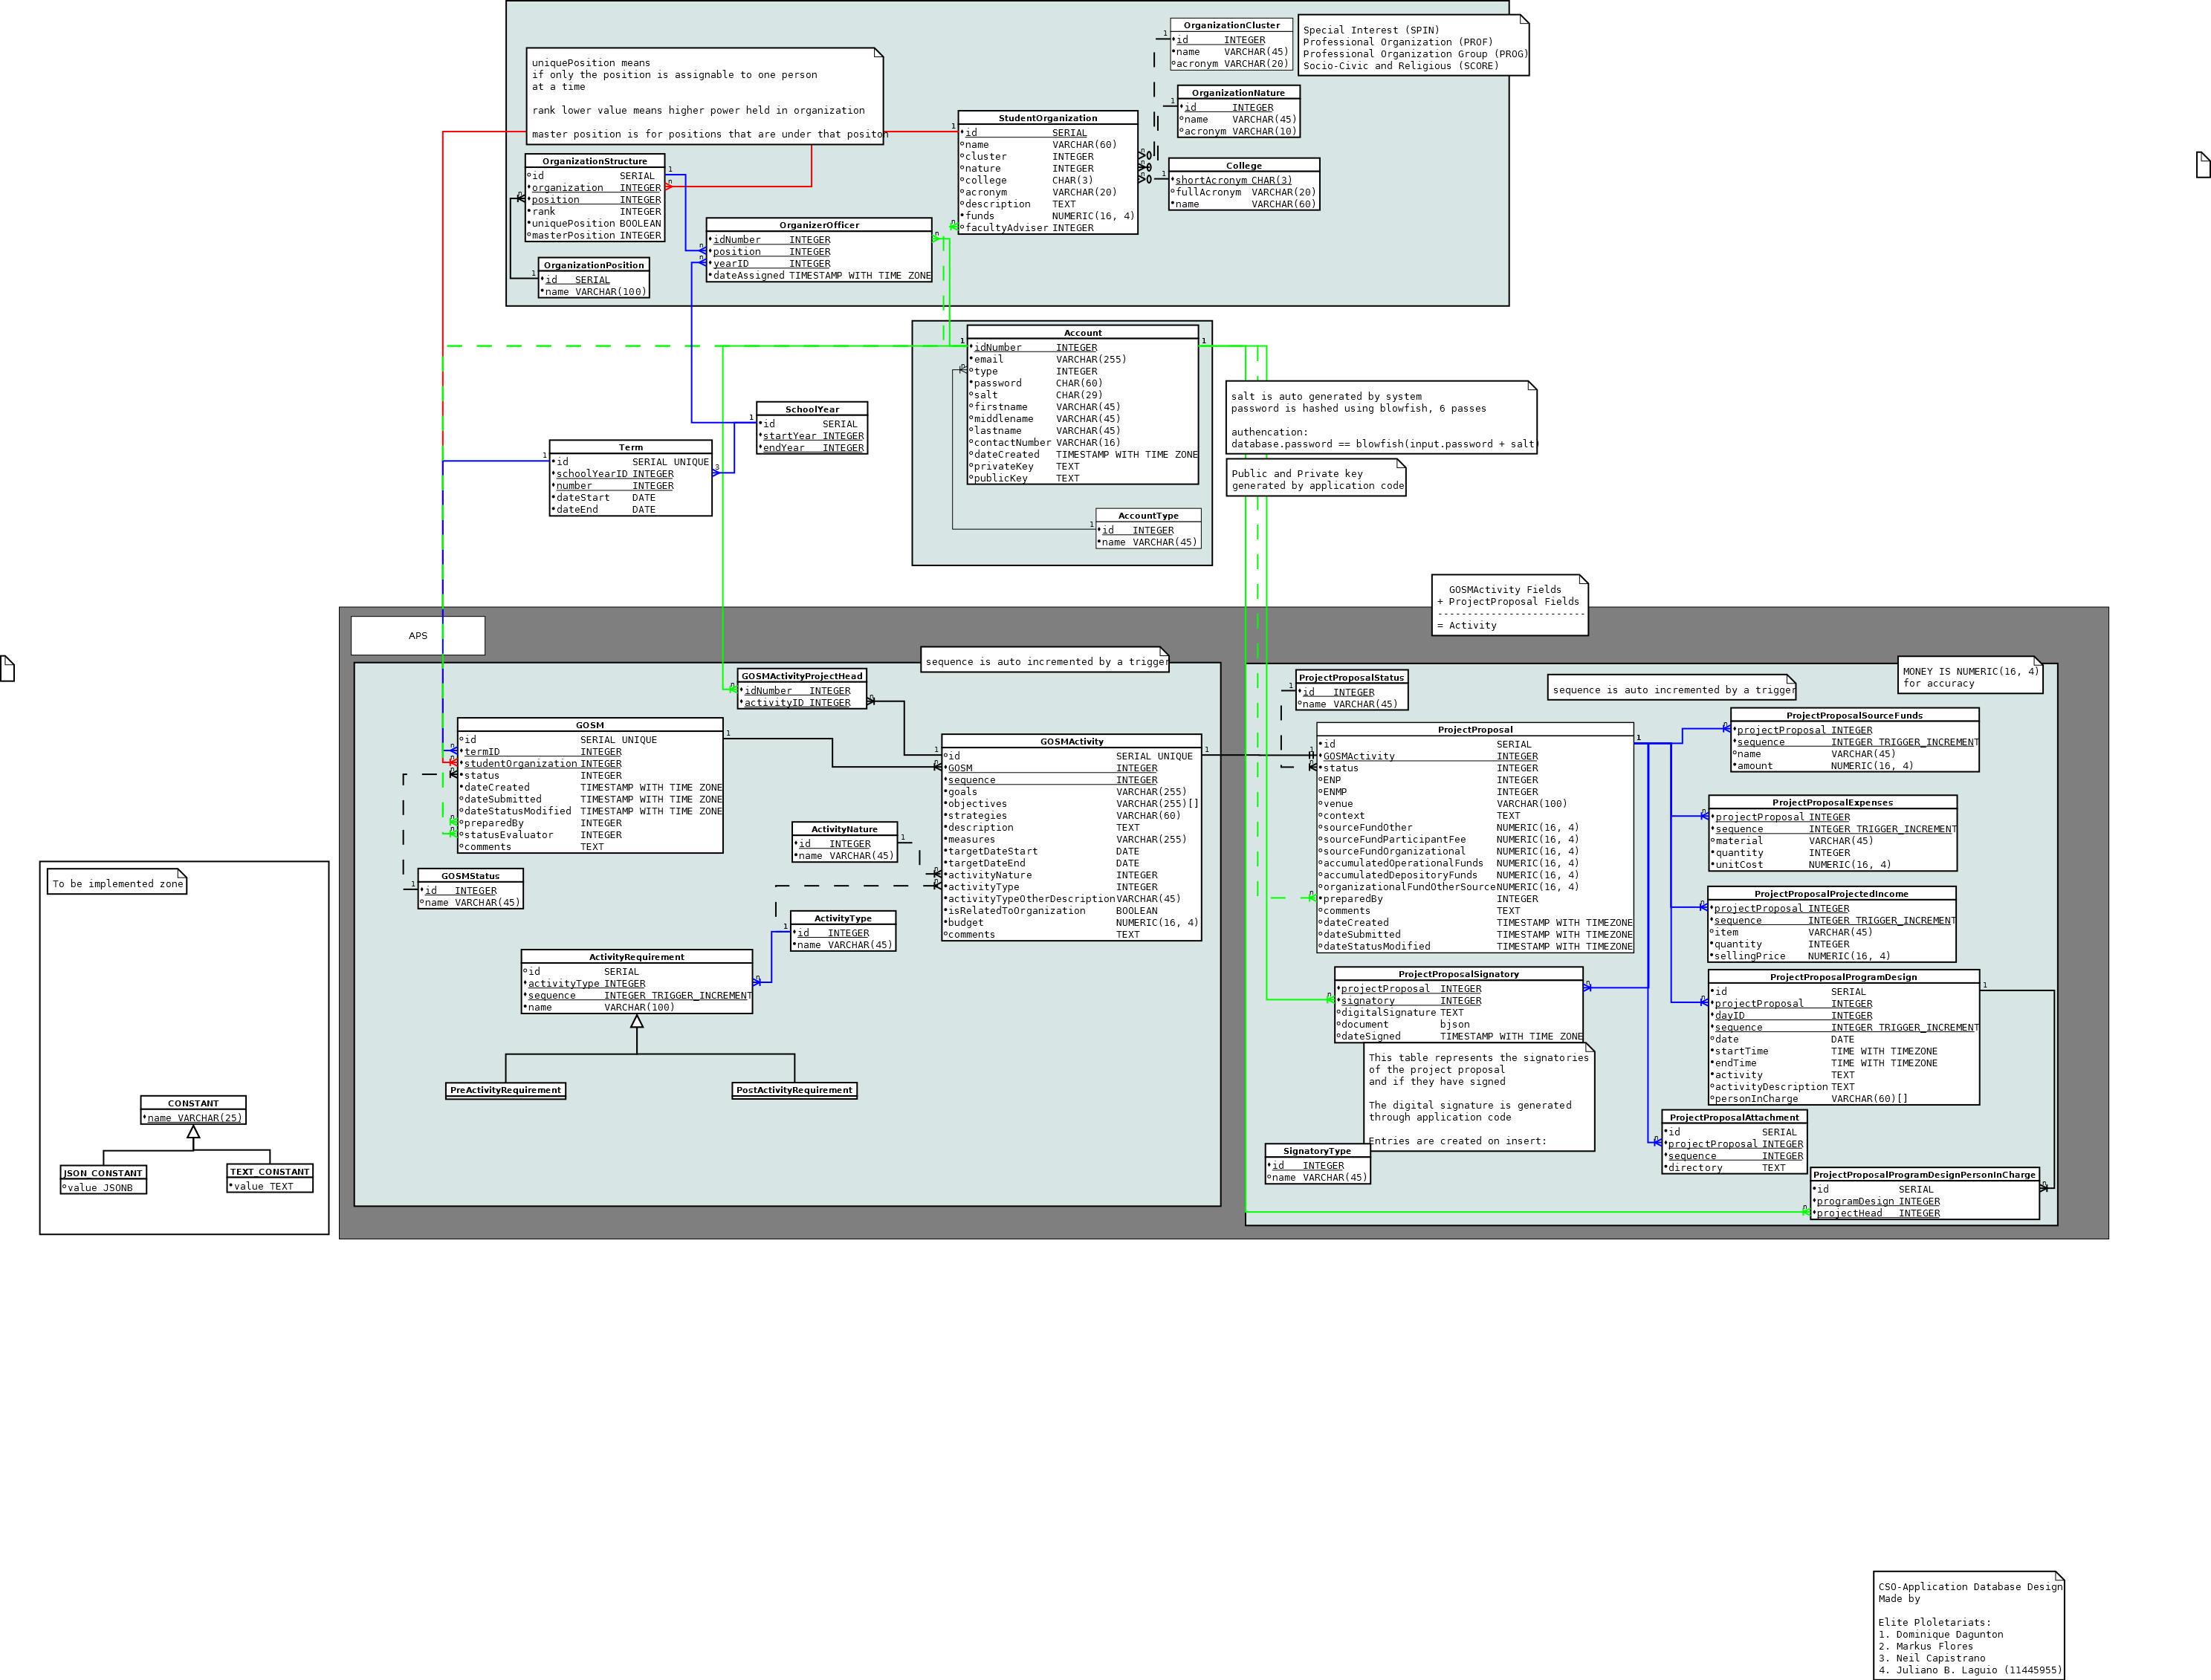 OrganizationCluster
id INTEGER
name VARCHAR(45)
acronym VARCHAR(20)
Special Interest (SPIN)
Professional Organization (PROF)
Professional Organization Group (PROG)
Socio-Civic and Religious (SCORE)
uniquePosition means
if only the position is assignable to one person
at a time
rank lower value means higher power held in organization
master position is for positions that are under that positon
OrganizationNature
id INTEGER
name VARCHAR(45)
acronym VARCHAR(10)
StudentOrganization
id SERIAL
name VARCHAR(60)
cluster INTEGER
nature INTEGER
college CHAR(3)
acronym VARCHAR(20)
description TEXT
funds NUMERIC(16, 4)
facultyAdviser INTEGER
College
shortAcronym CHAR(3)
fullAcronym VARCHAR(20)
name VARCHAR(60)
OrganizationStructure
id SERIAL
organization INTEGER
position INTEGER
rank INTEGER
uniquePosition BOOLEAN
masterPosition INTEGER
OrganizerOfficer
idNumber INTEGER
position INTEGER
yearID INTEGER
dateAssigned TIMESTAMP WITH TIME ZONE
OrganizationPosition
id SERIAL
name VARCHAR(100)
Account
idNumber INTEGER
email VARCHAR(255)
type INTEGER
password CHAR(60)
salt CHAR(29)
firstname VARCHAR(45)
middlename VARCHAR(45)
lastname VARCHAR(45)
contactNumber VARCHAR(16)
dateCreated TIMESTAMP WITH TIME ZONE
privateKey TEXT
publicKey TEXT
salt is auto generated by system
password is hashed using blowfish, 6 passes
authencation:
database.password == blowfish(input.password + salt)
Public and Private key
generated by application code
SchoolYear
id SERIAL
startYear INTEGER
endYear INTEGER
Term
id SERIAL UNIQUE
schoolYearID INTEGER
number INTEGER
dateStart DATE
dateEnd DATE
AccountType
id INTEGER
name VARCHAR(45)
GOSMActivity Fields
+ ProjectProposal Fields
-------------------------
= Activity
APS
sequence is auto incremented by a trigger
GOSMActivityProjectHead
idNumber INTEGER
activityID INTEGER
GOSM
id SERIAL UNIQUE
termID INTEGER
studentOrganization INTEGER
status INTEGER
dateCreated TIMESTAMP WITH TIME ZONE
dateSubmitted TIMESTAMP WITH TIME ZONE
dateStatusModified TIMESTAMP WITH TIME ZONE
preparedBy INTEGER
statusEvaluator INTEGER
comments TEXT
GOSMActivity
id SERIAL UNIQUE
GOSM INTEGER
sequence INTEGER
goals VARCHAR(255)
objectives VARCHAR(255)[]
strategies VARCHAR(60)
description TEXT
measures VARCHAR(255)
targetDateStart DATE
targetDateEnd DATE
activityNature INTEGER
activityType INTEGER
activityTypeOtherDescription VARCHAR(45)
isRelatedToOrganization BOOLEAN
budget NUMERIC(16, 4)
comments TEXT
ActivityNature
id INTEGER
name VARCHAR(45)
GOSMStatus
id INTEGER
name VARCHAR(45)
ActivityType
id INTEGER
name VARCHAR(45)
ActivityRequirement
id SERIAL
activityType INTEGER
sequence INTEGER TRIGGER_INCREMENT
name VARCHAR(100)
PreActivityRequirement
PostActivityRequirement
ProjectProposalStatus
id INTEGER
name VARCHAR(45)
sequence is auto incremented by a trigger
MONEY IS NUMERIC(16, 4)
for accuracy
ProjectProposal
id SERIAL
GOSMActivity INTEGER
status INTEGER
ENP INTEGER
ENMP INTEGER
venue VARCHAR(100)
context TEXT
sourceFundOther NUMERIC(16, 4)
sourceFundParticipantFee NUMERIC(16, 4)
sourceFundOrganizational NUMERIC(16, 4)
accumulatedOperationalFunds NUMERIC(16, 4)
accumulatedDepositoryFunds NUMERIC(16, 4)
organizationalFundOtherSource NUMERIC(16, 4)
preparedBy INTEGER
comments TEXT
dateCreated TIMESTAMP WITH TIMEZONE
dateSubmitted TIMESTAMP WITH TIMEZONE
dateStatusModified TIMESTAMP WITH TIMEZONE
ProjectProposalSourceFunds
projectProposal INTEGER
sequence INTEGER TRIGGER_INCREMENT
name VARCHAR(45)
amount NUMERIC(16, 4)
ProjectProposalExpenses
projectProposal INTEGER
sequence INTEGER TRIGGER_INCREMENT
material VARCHAR(45)
quantity INTEGER
unitCost NUMERIC(16, 4)
ProjectProposalProjectedIncome
projectProposal INTEGER
sequence INTEGER TRIGGER_INCREMENT
item VARCHAR(45)
quantity INTEGER
sellingPrice NUMERIC(16, 4)
ProjectProposalSignatory
projectProposal INTEGER
signatory INTEGER
digitalSignature TEXT
document bjson
dateSigned TIMESTAMP WITH TIME ZONE
This table represents the signatories
of the project proposal
and if they have signed
The digital signature is generated
through application code
Entries are created on insert:
SignatoryType
id INTEGER
name VARCHAR(45)
ProjectProposalProgramDesign
id SERIAL
projectProposal INTEGER
dayID INTEGER
sequence INTEGER TRIGGER_INCREMENT
date DATE
startTime TIME WITH TIMEZONE
endTime TIME WITH TIMEZONE
activity TEXT
activityDescription TEXT
personInCharge VARCHAR(60)[]
ProjectProposalAttachment
id SERIAL
projectProposal INTEGER
sequence INTEGER
directory TEXT
ProjectProposalProgramDesignPersonInCharge
id SERIAL
programDesign INTEGER
projectHead INTEGER
To be implemented zone
CONSTANT
name VARCHAR(25)
JSON_CONSTANT
value JSONB
TEXT_CONSTANT
value TEXT
CSO-Application Database Design
Made by
Elite Ploletariats:
1. Dominique Dagunton
2. Markus Flores
3. Neil Capistrano
4. Juliano B. Laguio (11445955)